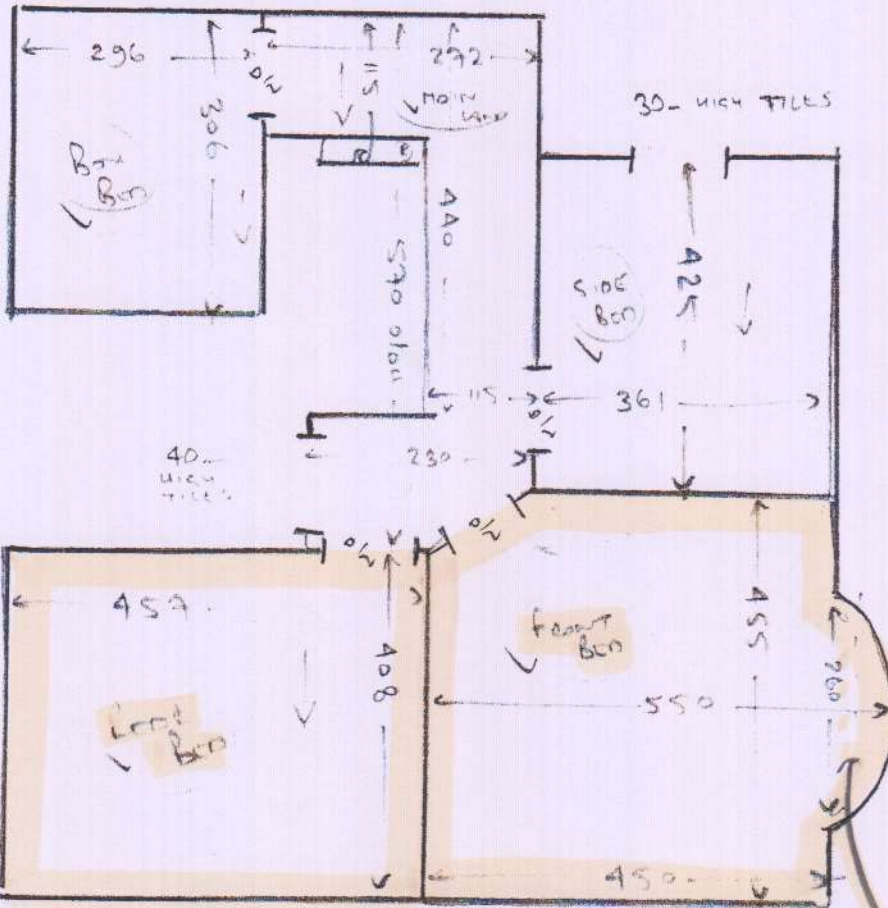 296
272
306
115
MAIN
30- HIGH TILES
BED
440
425
570
SIDE
BED
115
361
230
40-
HIGH
TILES
457
408
455
260
FRONT
BED
550
LEFT
BED
450